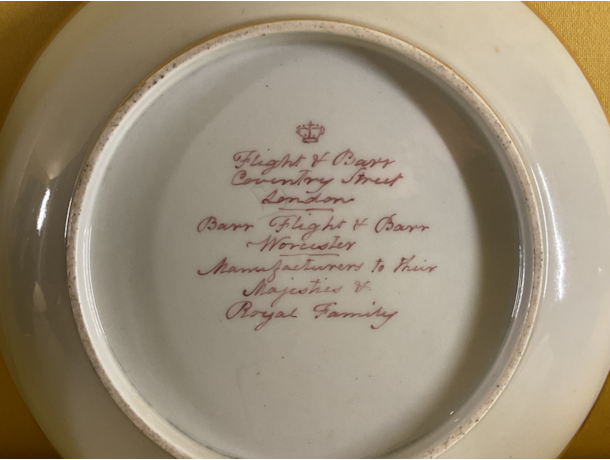 Flight & Barr
Coventry Street
London
Barr Flight & Barr
Worcester
Manufacturers to their
Majesties &
Royal Family